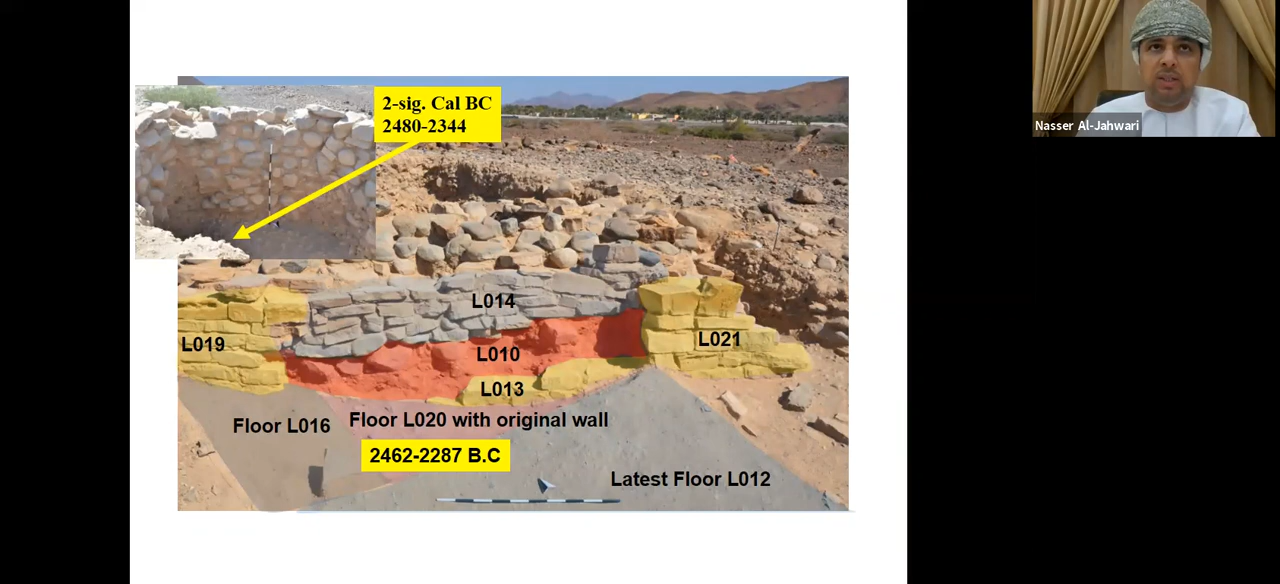 2-sig. Cal BC
2480-2344
Nasser Al-Jahwari
L014
L019
L021
L010
L013
Floor L020 with original wall
Floor L016
2462-2287 B.C
Latest Floor L012